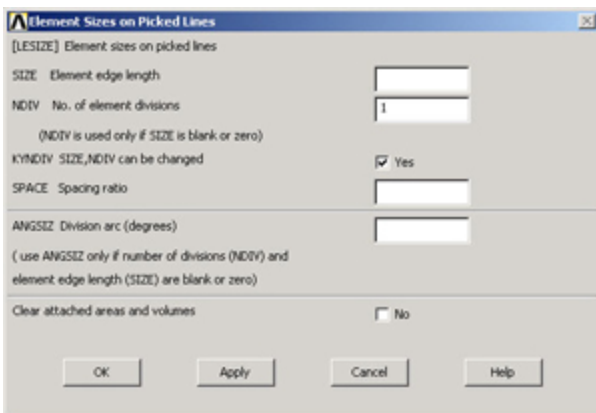 Element Sizes on Picked Lines
[LESIZE] Element sizes on picked lines
SIZE Element edge length
NDIV No. of element divisions 1
(NDIV is used only if SIZE is blank or zero)
KYNDIV SIZE,NDIV can be changed Yes
SPACE Spacing ratio
ANGSIZ Division arc (degrees)
( use ANGSIZ only if number of divisions (NDIV) and
element edge length (SIZE) are blank or zero)
Clear attached areas and volumes No
OK Apply Cancel Help